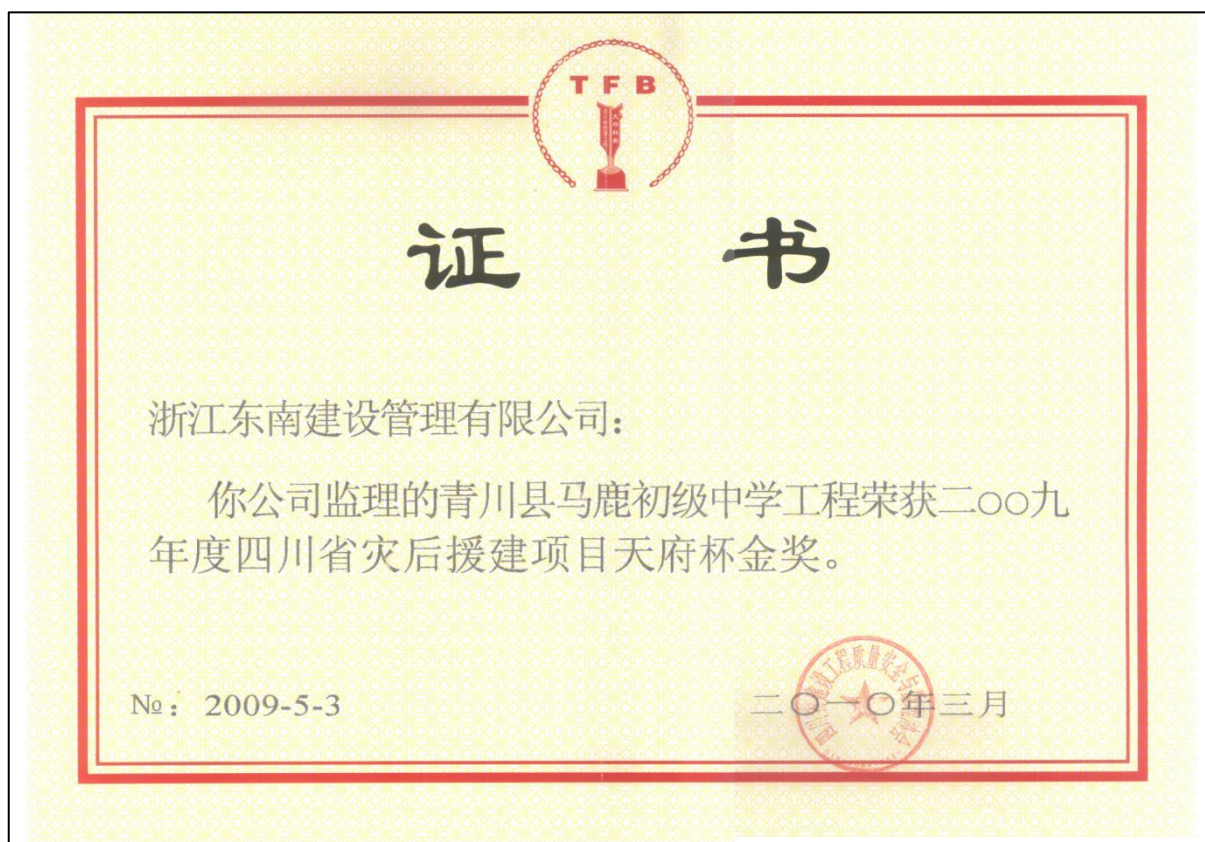 TFB
证 书
浙江东南建设管理有限公司：
你公司监理的青川县马鹿初级中学工程荣获二○○九
年度四川省灾后援建项目天府杯金奖。
№：2009-5-3
二○一○年三月